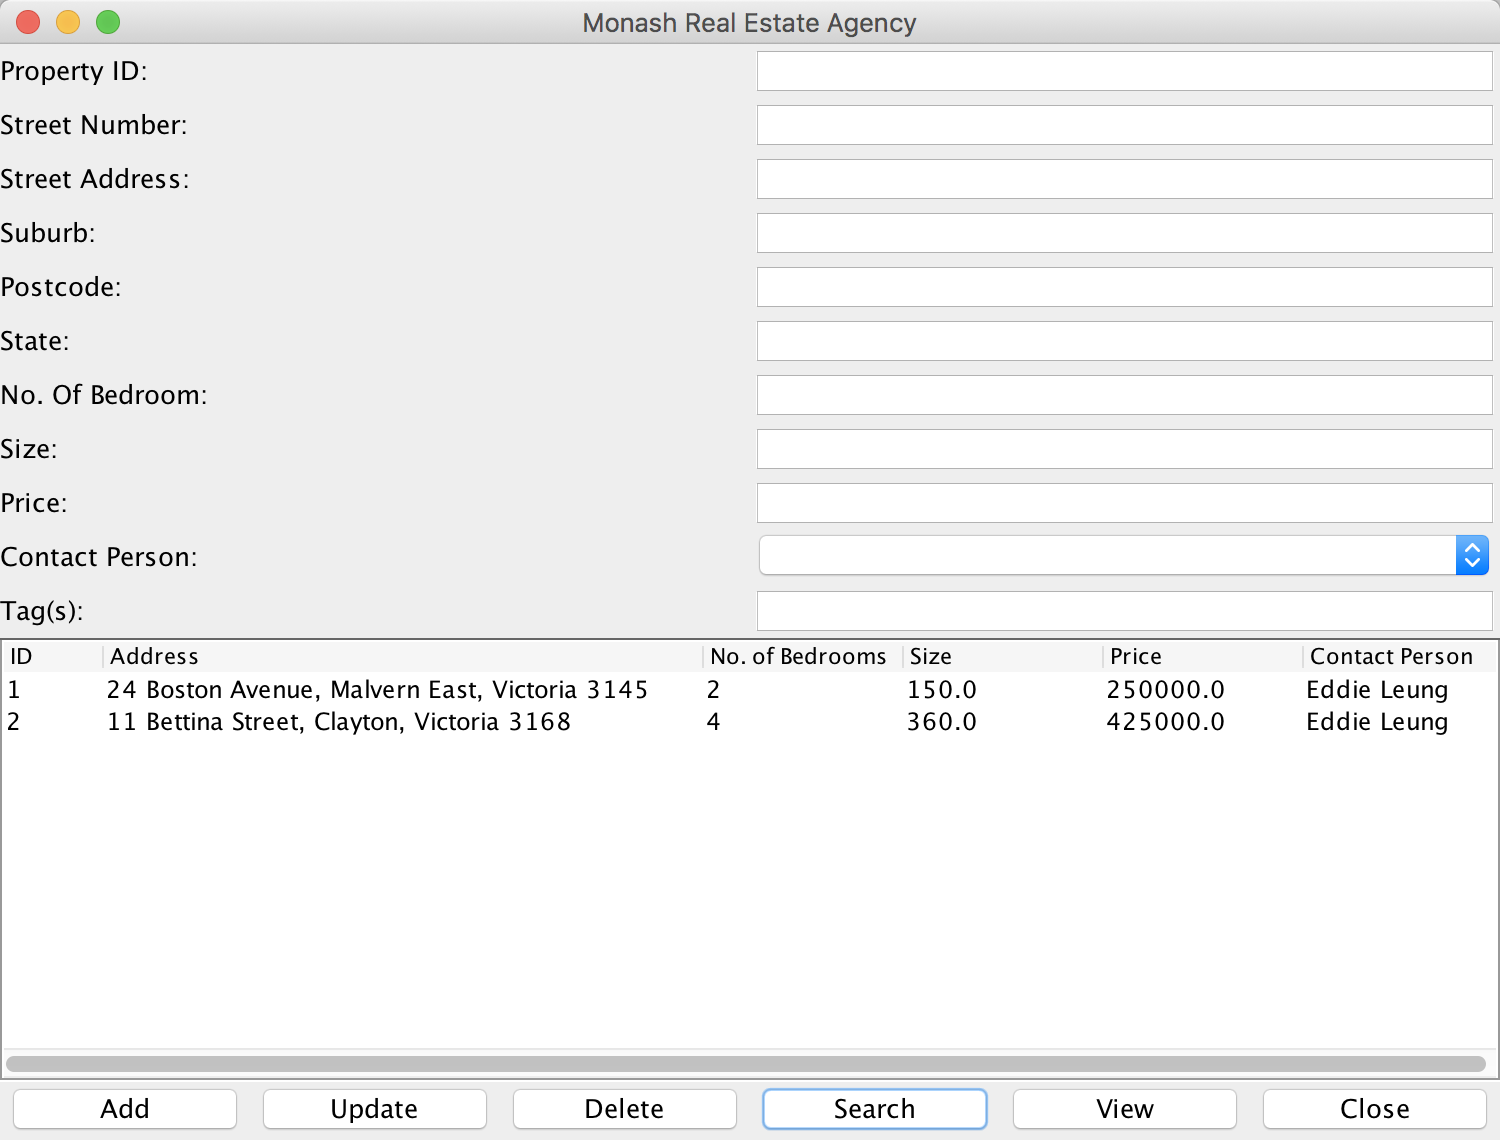 Monash Real Estate Agency
Property ID:
Street Number:
Street Address:
Suburb:
Postcode:
State:
No. Of Bedroom:
Size:
Price:
Contact Person:
Tag(s):
ID Address No. of Bedrooms Size Price Contact Person
1 24 Boston Avenue, Malvern East, Victoria 3145 2 150.0 250000.0 Eddie Leung
2 11 Bettina Street, Clayton, Victoria 3168 4 360.0 425000.0 Eddie Leung
Add Update Delete Search View Close